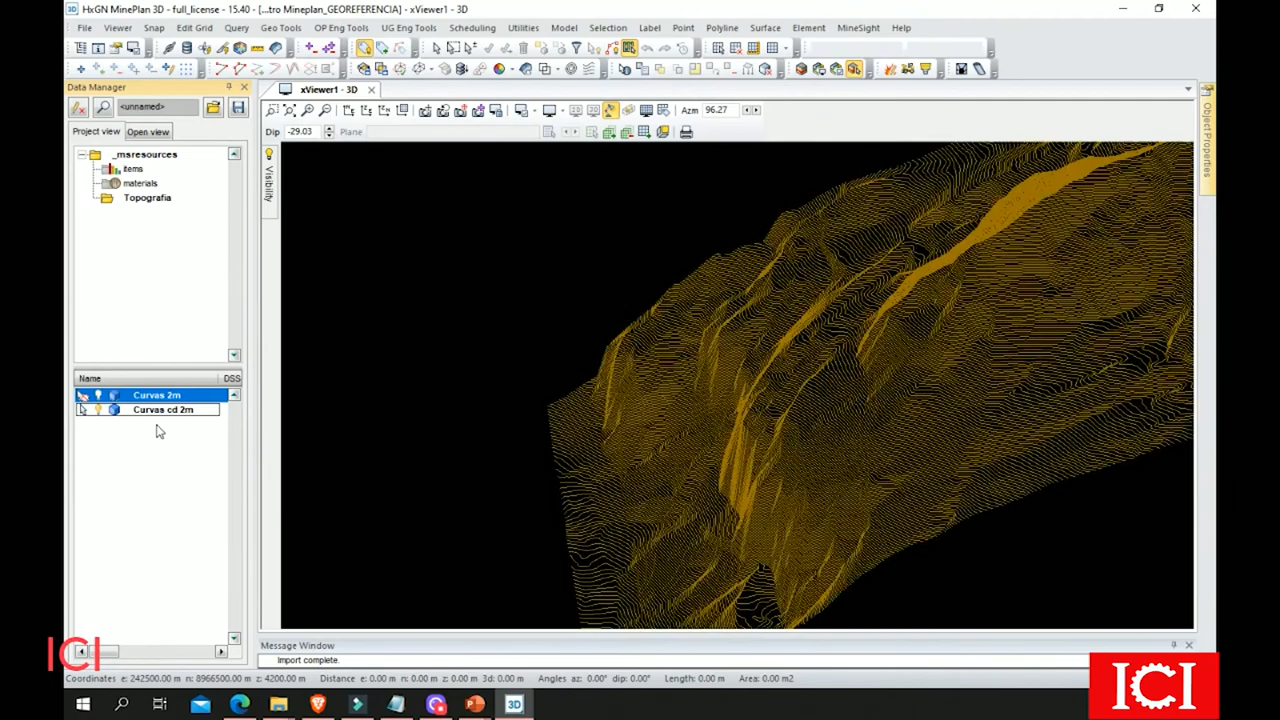 HxGN MinePlan 3D - full_license - 15.40 - [...tro Mineplan_GEOREFERENCIA] - xViewer1 - 3D
File Viewer Snap Edit Grid Query Geo Tools OP Eng Tools UG Eng Tools Scheduling Utilities Model Selection Label Point Polyline Surface Element MineSight Help
Data Manager
xViewer1 - 3D
<unnamed>
Azm 96.27
Project view Open view
Dip -29.03 Plane
_msresources
items
materials
Topografia
Visibility
Object Properties
Name DSS
Curvas 2m
Curvas cd 2m
Message Window
Import complete.
Coordinates e: 242500.00 m n: 8966500.00 m z: 4200.00 m Distance e: 0.00 m n: 0.00 m z: 0.00 m 3d: 0.00 m Angles az: 0.00° dip: 0.00° Length: 0.00 m Area: 0.00 m2
ICI
ICI
3D